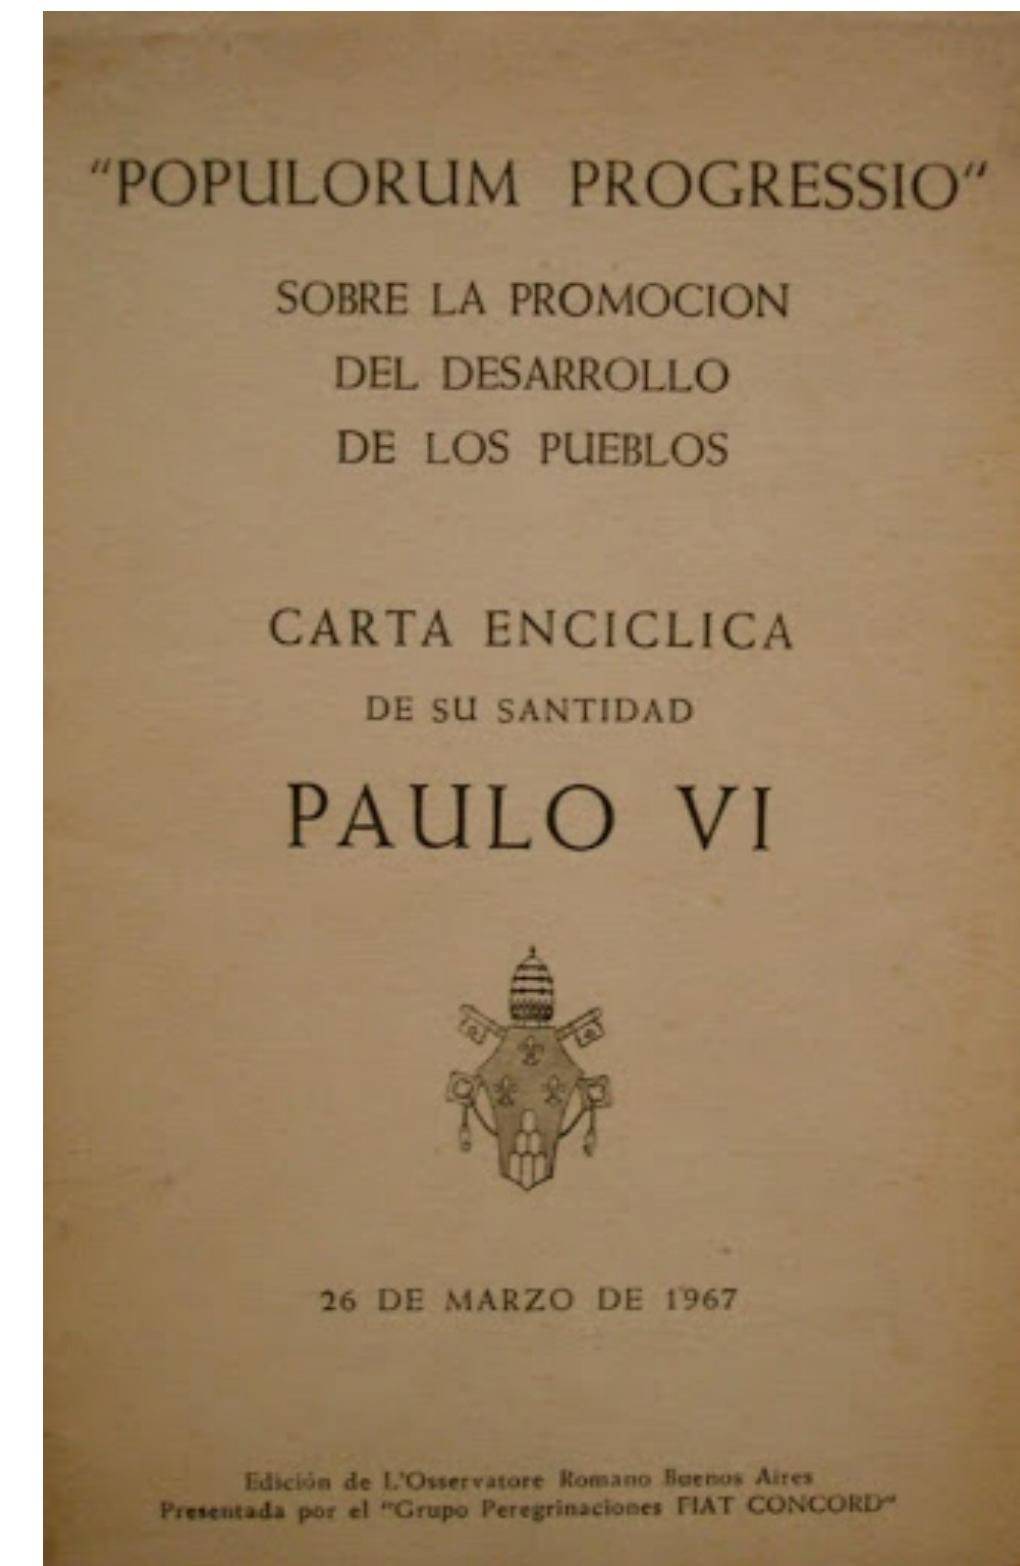 "POPULORUM PROGRESSIO"
SOBRE LA PROMOCION
DEL DESARROLLO
DE LOS PUEBLOS
CARTA ENCICLICA
DE SU SANTIDAD
PAULO VI
26 DE MARZO DE 1967
Edición de L'Osservatore Romano Buenos Aires
Presentada por el "Grupo Peregrinaciones FIAT CONCORD"